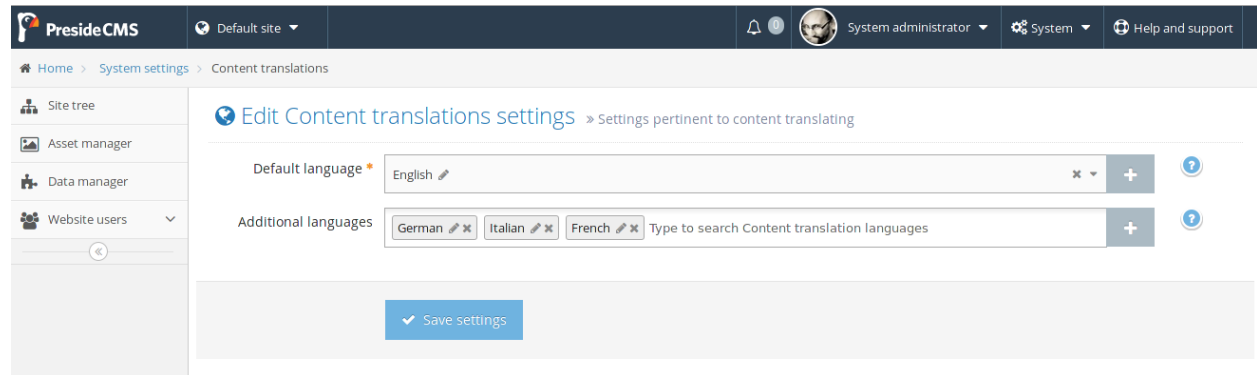 PresideCMS Default site 0 System administrator System Help and support
Home > System settings > Content translations
Site tree
Edit Content translations settings » Settings pertinent to content translating
Asset manager
Default language * English
Data manager
Website users
Additional languages German Italian French Type to search Content translation languages
Save settings